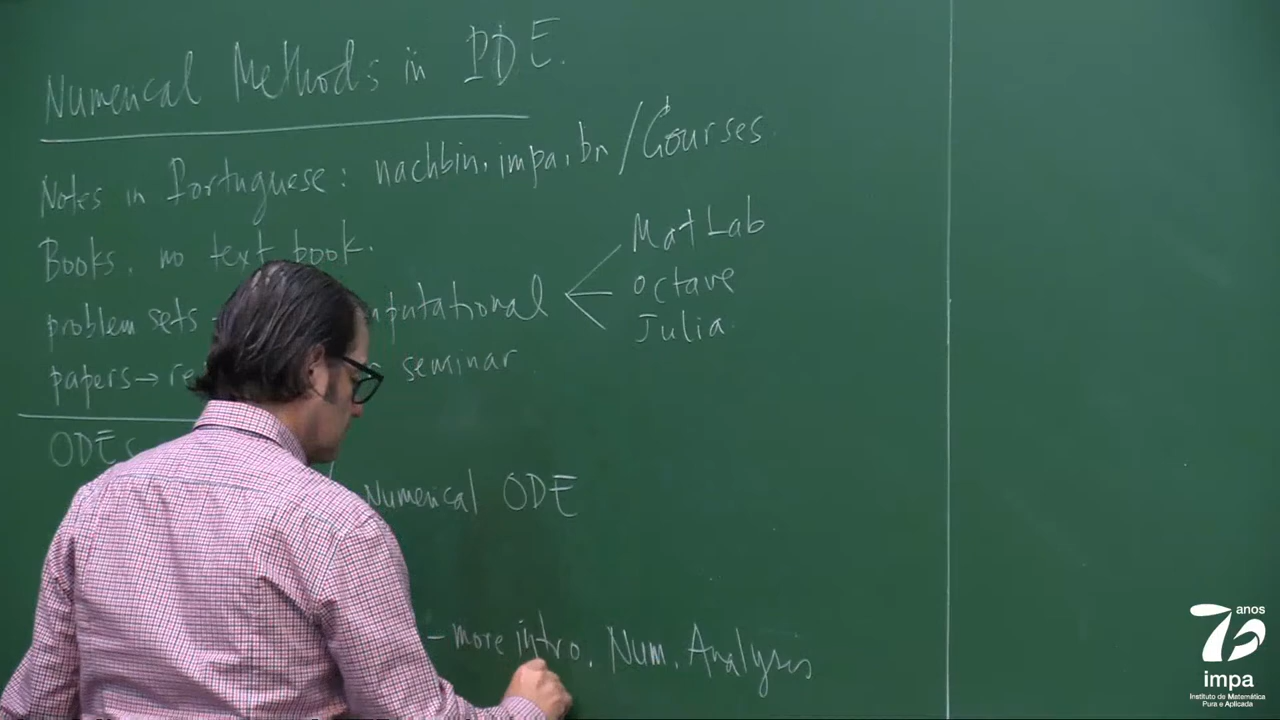 Numerical Methods in PDE.
Notes in Portuguese: nachbin.impa.br/Courses
Books, no text book.
problem sets - computational
MatLab
Octave
Julia
papers → seminar
ODEs
Numerical ODE
- more intro. Num. Analysis
7 anos
impa
Instituto de Matemática
Pura e Aplicada